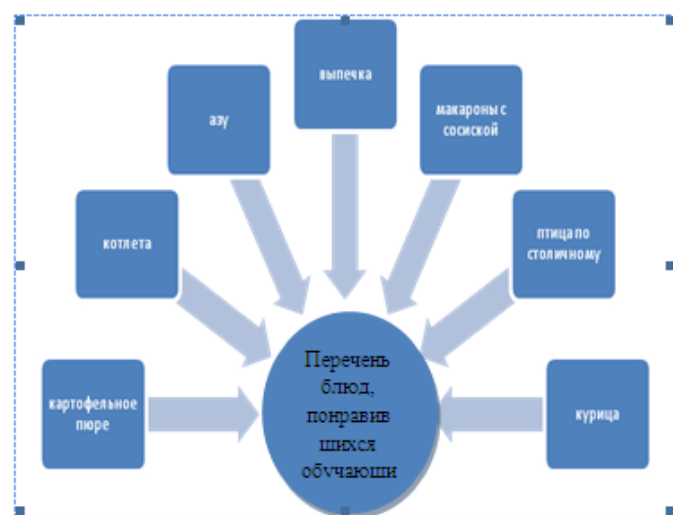 выпечка
азу
макароны с
сосиской
котлета
птица по
столичному
картофельное
пюре
Перечень
блюд,
понравив
шихся
обучающи
курица